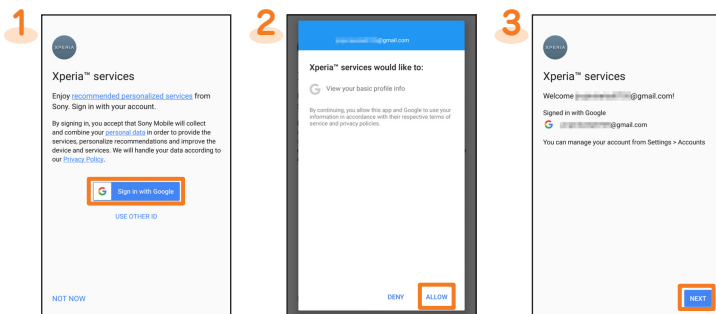 1
XPERIA
Xperia™ services
Enjoy recommended personalized services from
Sony. Sign in with your account.
By signing in, you accept that Sony Mobile will collect
and combine your personal data in order to provide the
services, personalize recommendations and improve the
device and services. We will handle your data according to
our Privacy Policy.
G Sign in with Google
USE OTHER ID
NOT NOW
2
@gmail.com
Xperia™ services would like to:
G View your basic profile info
By continuing, you allow this app and Google to use your
information in accordance with their respective terms of
service and privacy policies.
DENY ALLOW
3
XPERIA
Xperia™ services
Welcome @gmail.com!
Signed in with Google
G @gmail.com
You can manage your account from Settings > Accounts
NEXT